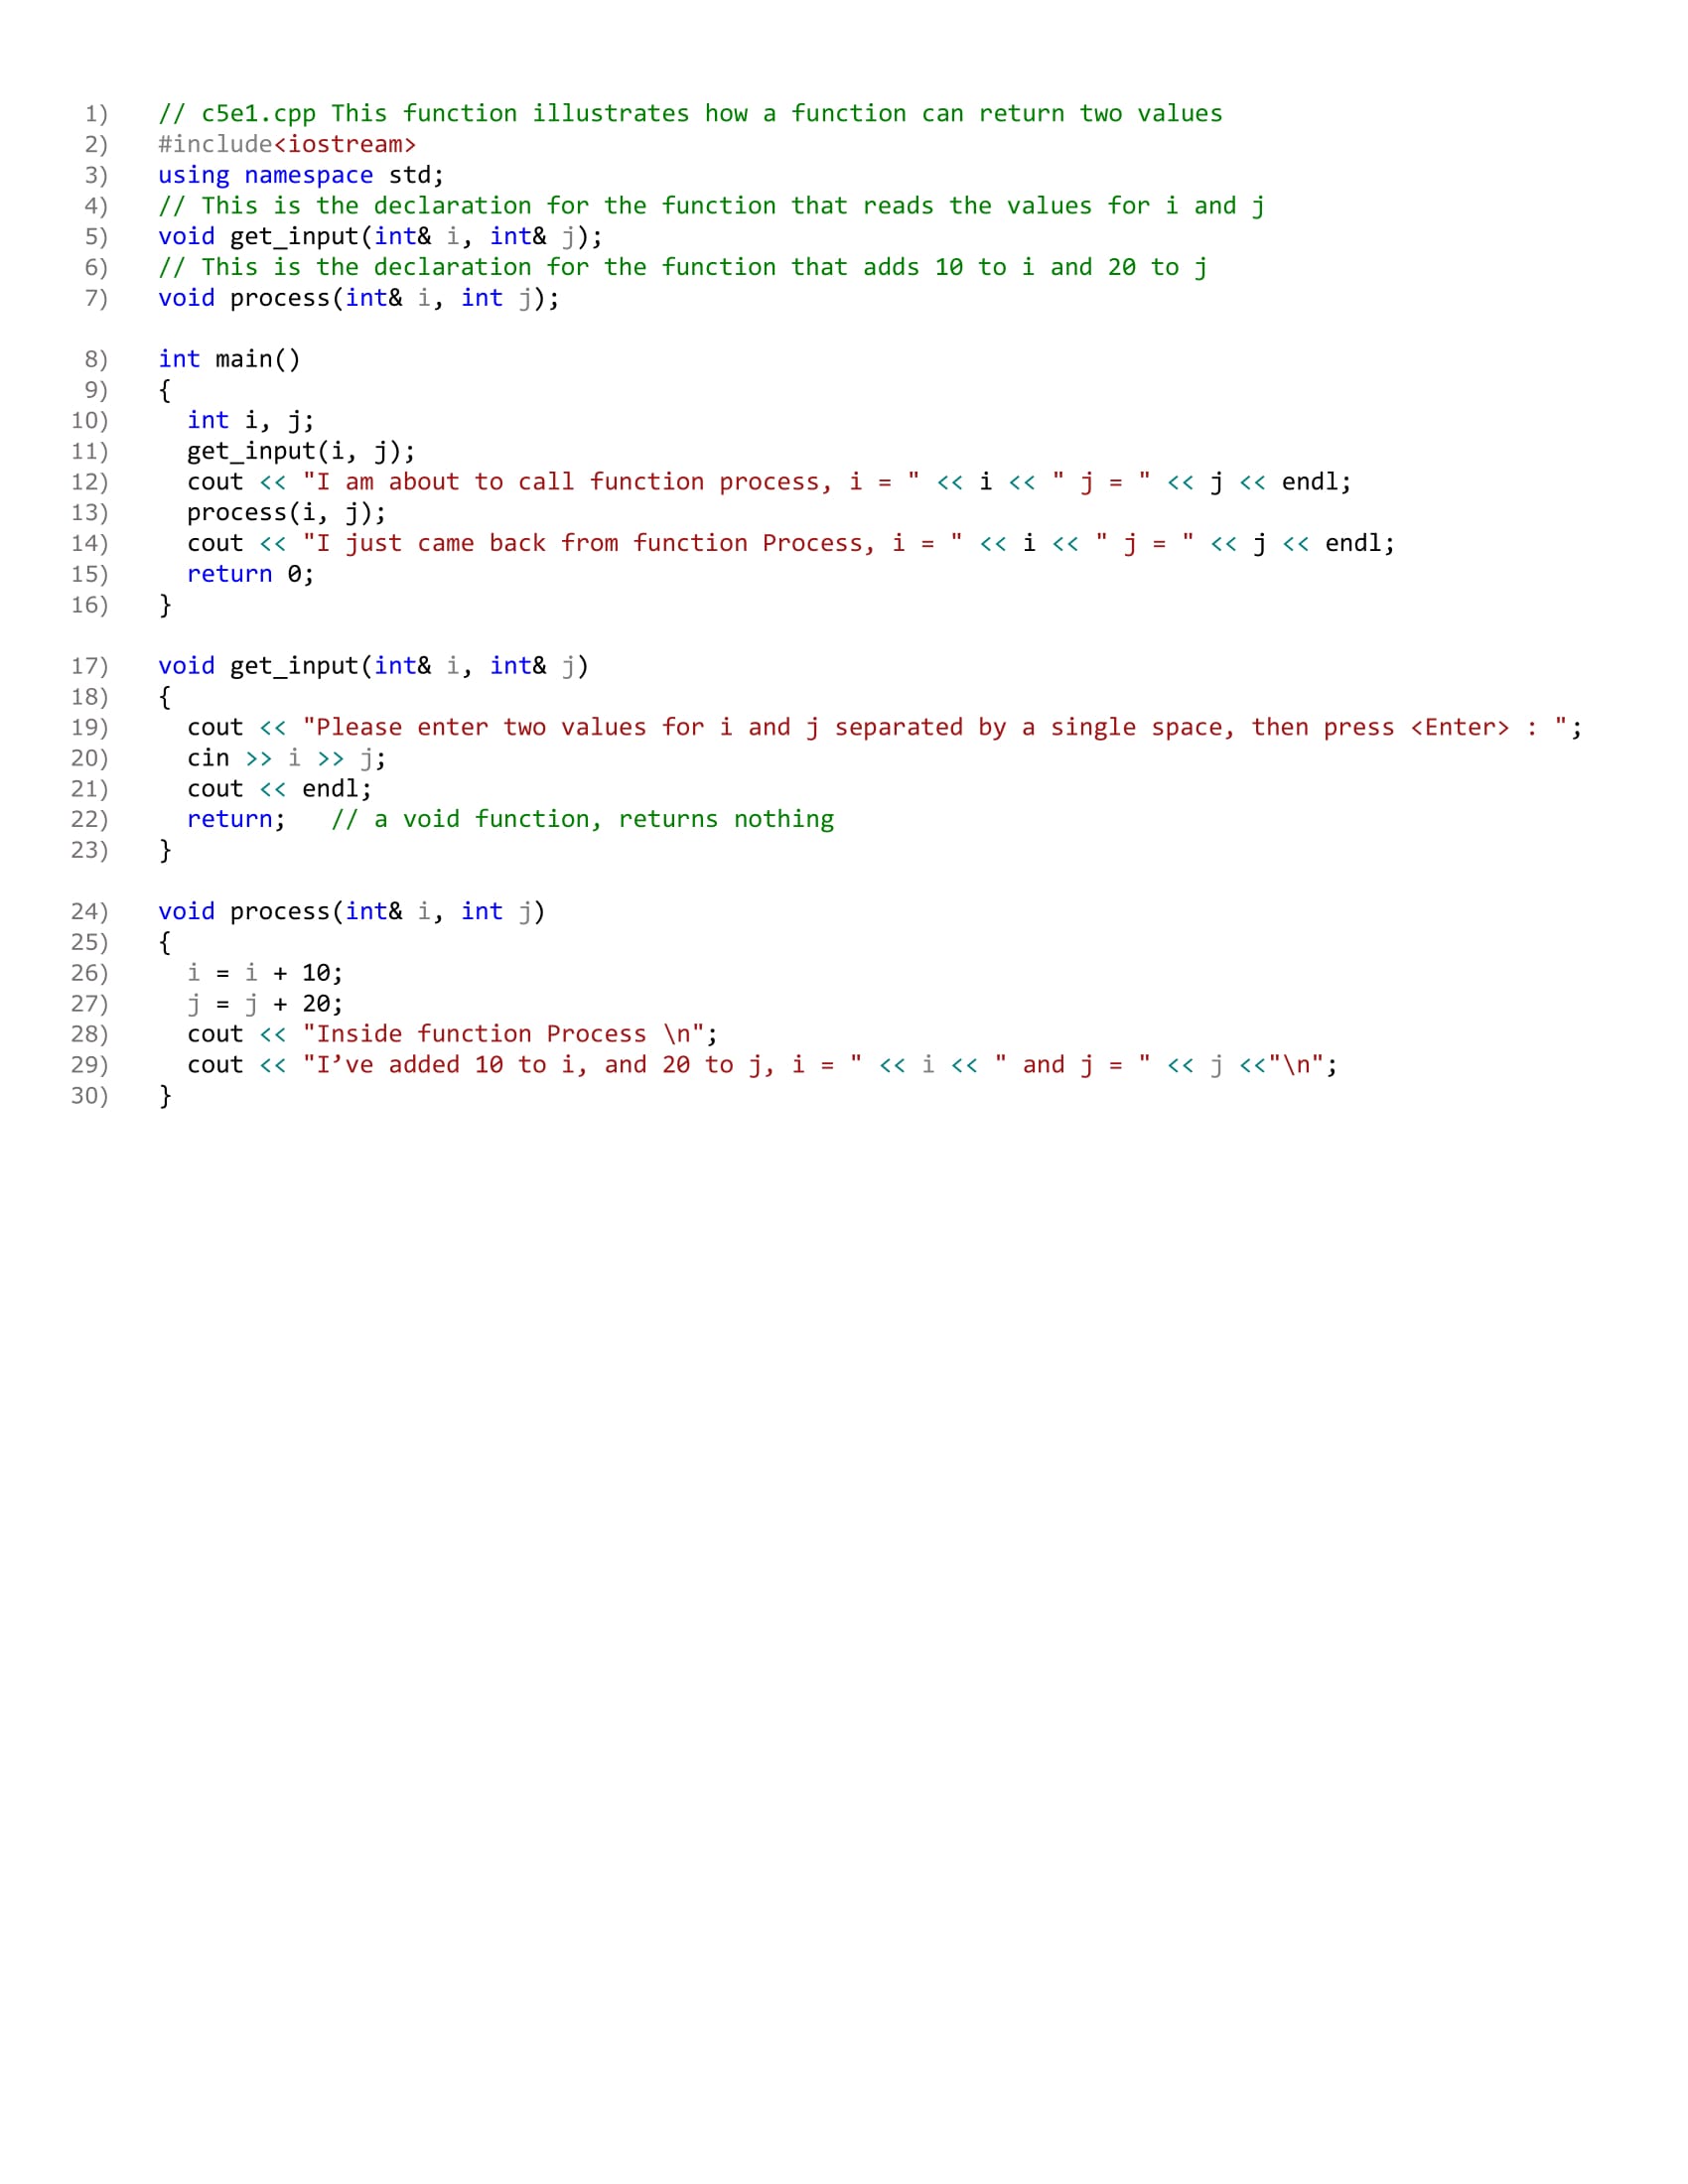 1) // c5e1.cpp This function illustrates how a function can return two values
2) #include<iostream>
3) using namespace std;
4) // This is the declaration for the function that reads the values for i and j
5) void get_input(int& i, int& j);
6) // This is the declaration for the function that adds 10 to i and 20 to j
7) void process(int& i, int j);
8) int main()
9) {
10) int i, j;
11) get_input(i, j);
12) cout << "I am about to call function process, i = " << i << " j = " << j << endl;
13) process(i, j);
14) cout << "I just came back from function Process, i = " << i << " j = " << j << endl;
15) return 0;
16) }
17) void get_input(int& i, int& j)
18) {
19) cout << "Please enter two values for i and j separated by a single space, then press <Enter> : ";
20) cin >> i >> j;
21) cout << endl;
22) return; // a void function, returns nothing
23) }
24) void process(int& i, int j)
25) {
26) i = i + 10;
27) j = j + 20;
28) cout << "Inside function Process \n";
29) cout << "I’ve added 10 to i, and 20 to j, i = " << i << " and j = " << j <<"\n";
30) }